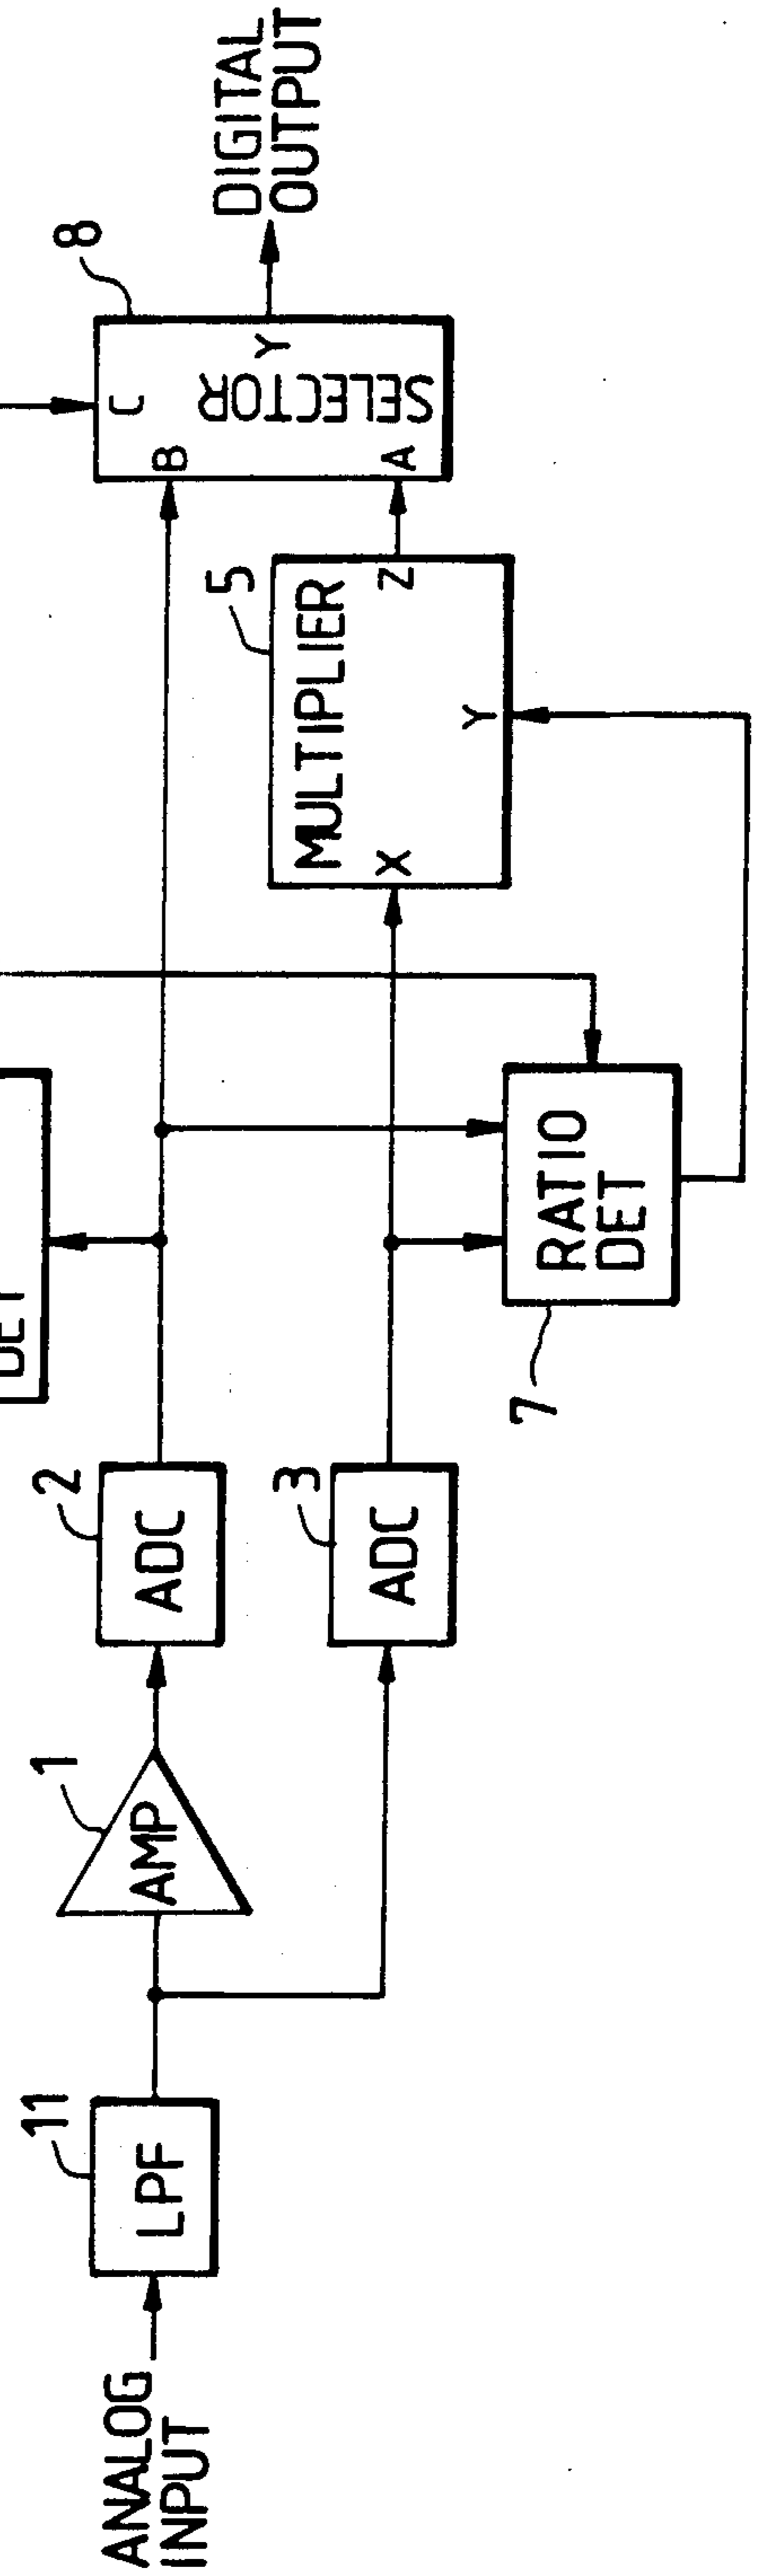 ANALOG
INPUT
11
LPF
1
AMP
2
ADC
3
ADC
7
RATIO
DET
5
MULTIPLIER
X
Y
Z
8
B
A
C
SELECTOR
Y
DIGITAL
OUTPUT